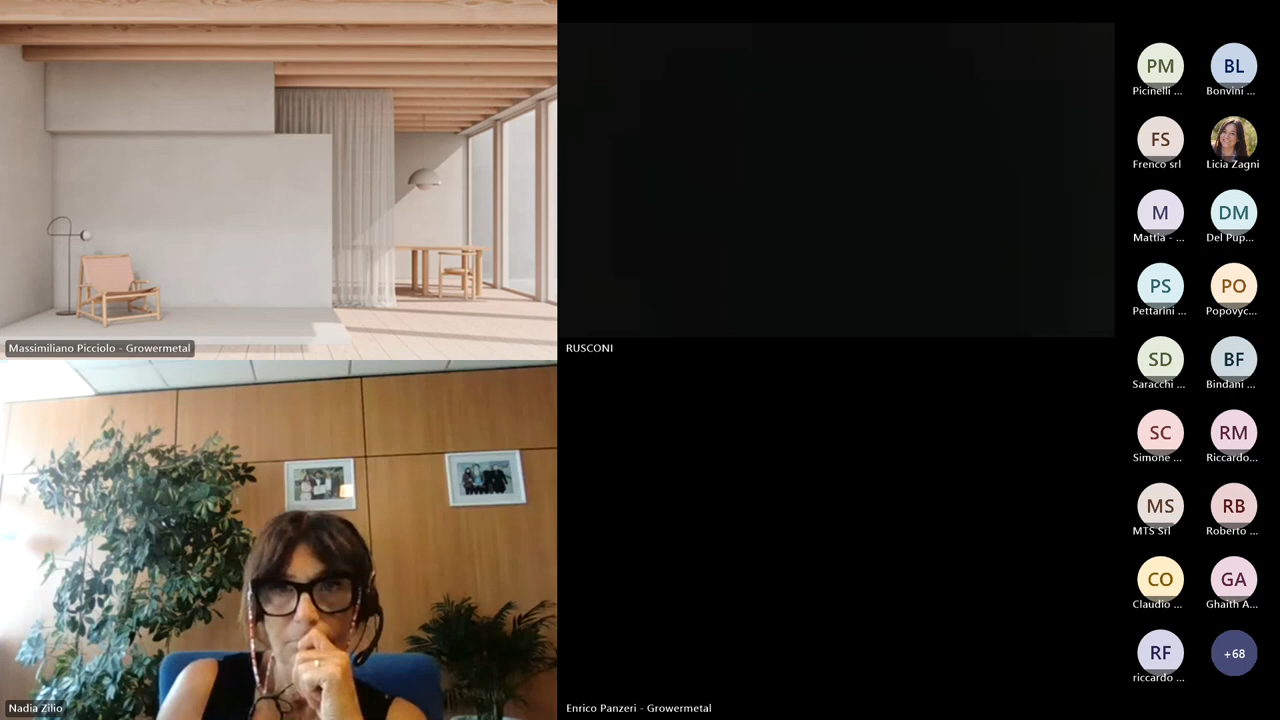 Massimiliano Picciolo - Growermetal
RUSCONI
Nadia Zilio
Enrico Panzeri - Growermetal
PM
Picinelli ...
BL
Bonvini ...
FS
Frenco srl
Licia Zagni
M
Mattia - ...
DM
Del Pup...
PS
Pettarini ...
PO
Popovyc...
SD
Saracchi ...
BF
Bindani ...
SC
Simone ...
RM
Riccardo...
MS
MTS Srl
RB
Roberto ...
CO
Claudio ...
GA
Ghaith A...
RF
riccardo ...
+68